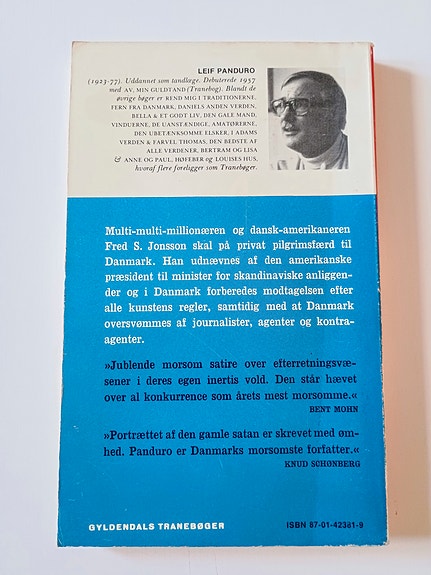 LEIF PANDURO
(1923-77). Uddannet som tandlæge. Debuterede 1957
med AV, MIN GULDTAND (Tranebog). Blandt de
øvrige bøger er REND MIG I TRADITIONERNE,
FERN FRA DANMARK, DANIELS ANDEN VERDEN,
BELLA & ET GODT LIV, DEN GALE MAND,
VINDUERNE, DE UANSTÆNDIGE, AMATØRERNE,
DEN UBETÆNKSOMME ELSKER, I ADAMS
VERDEN & FARVEL THOMAS, DEN BEDSTE AF
ALLE VERDENER, BERTRAM OG LISA
& ANNE OG PAUL, HØFEBER og LOUISES HUS,
hvoraf flere foreligger som Tranebøger.
Multi-multi-millionæren og dansk-amerikaneren
Fred S. Jonsson skal på privat pilgrimsfærd til
Danmark. Han udnævnes af den amerikanske
præsident til minister for skandinaviske anliggen-
der og i Danmark forberedes modtagelsen efter
alle kunstens regler, samtidig med at Danmark
oversvømmes af journalister, agenter og kontra-
agenter.
»Jublende morsom satire over efterretningsvæ-
sener i deres egen inertis vold. Den står hævet
over al konkurrence som årets mest morsomme.«
BENT MOHN
»Portrættet af den gamle satan er skrevet med øm-
hed. Panduro er Danmarks morsomste forfatter.«
KNUD SCHØNBERG
GYLDENDALS TRANEBØGER
ISBN 87-01-42381-9